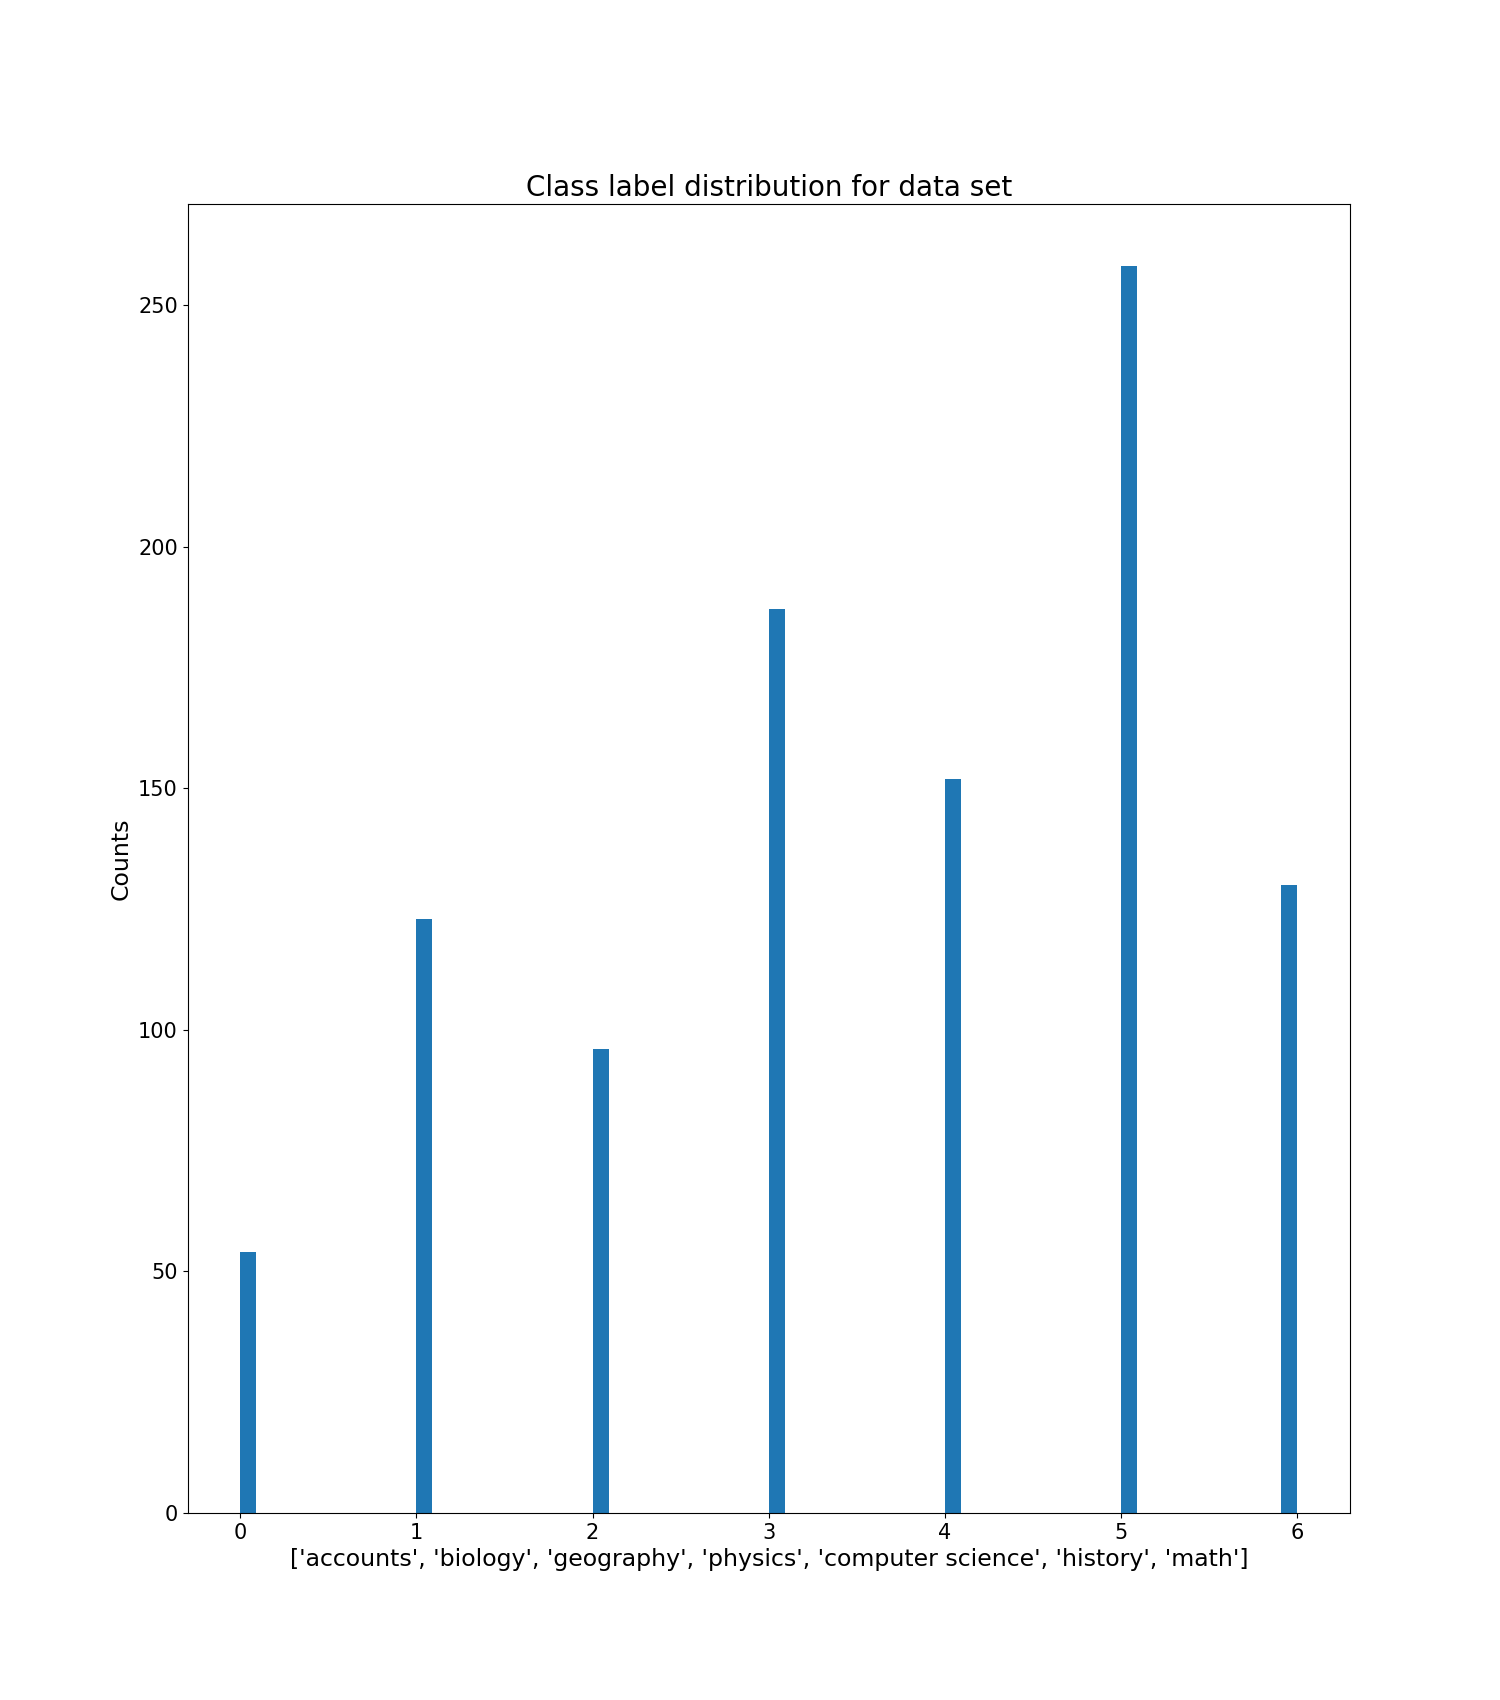 Class label distribution for data set
250
200
150
100
50
0
Counts
0 1 2 3 4 5 6
['accounts', 'biology', 'geography', 'physics', 'computer science', 'history', 'math']